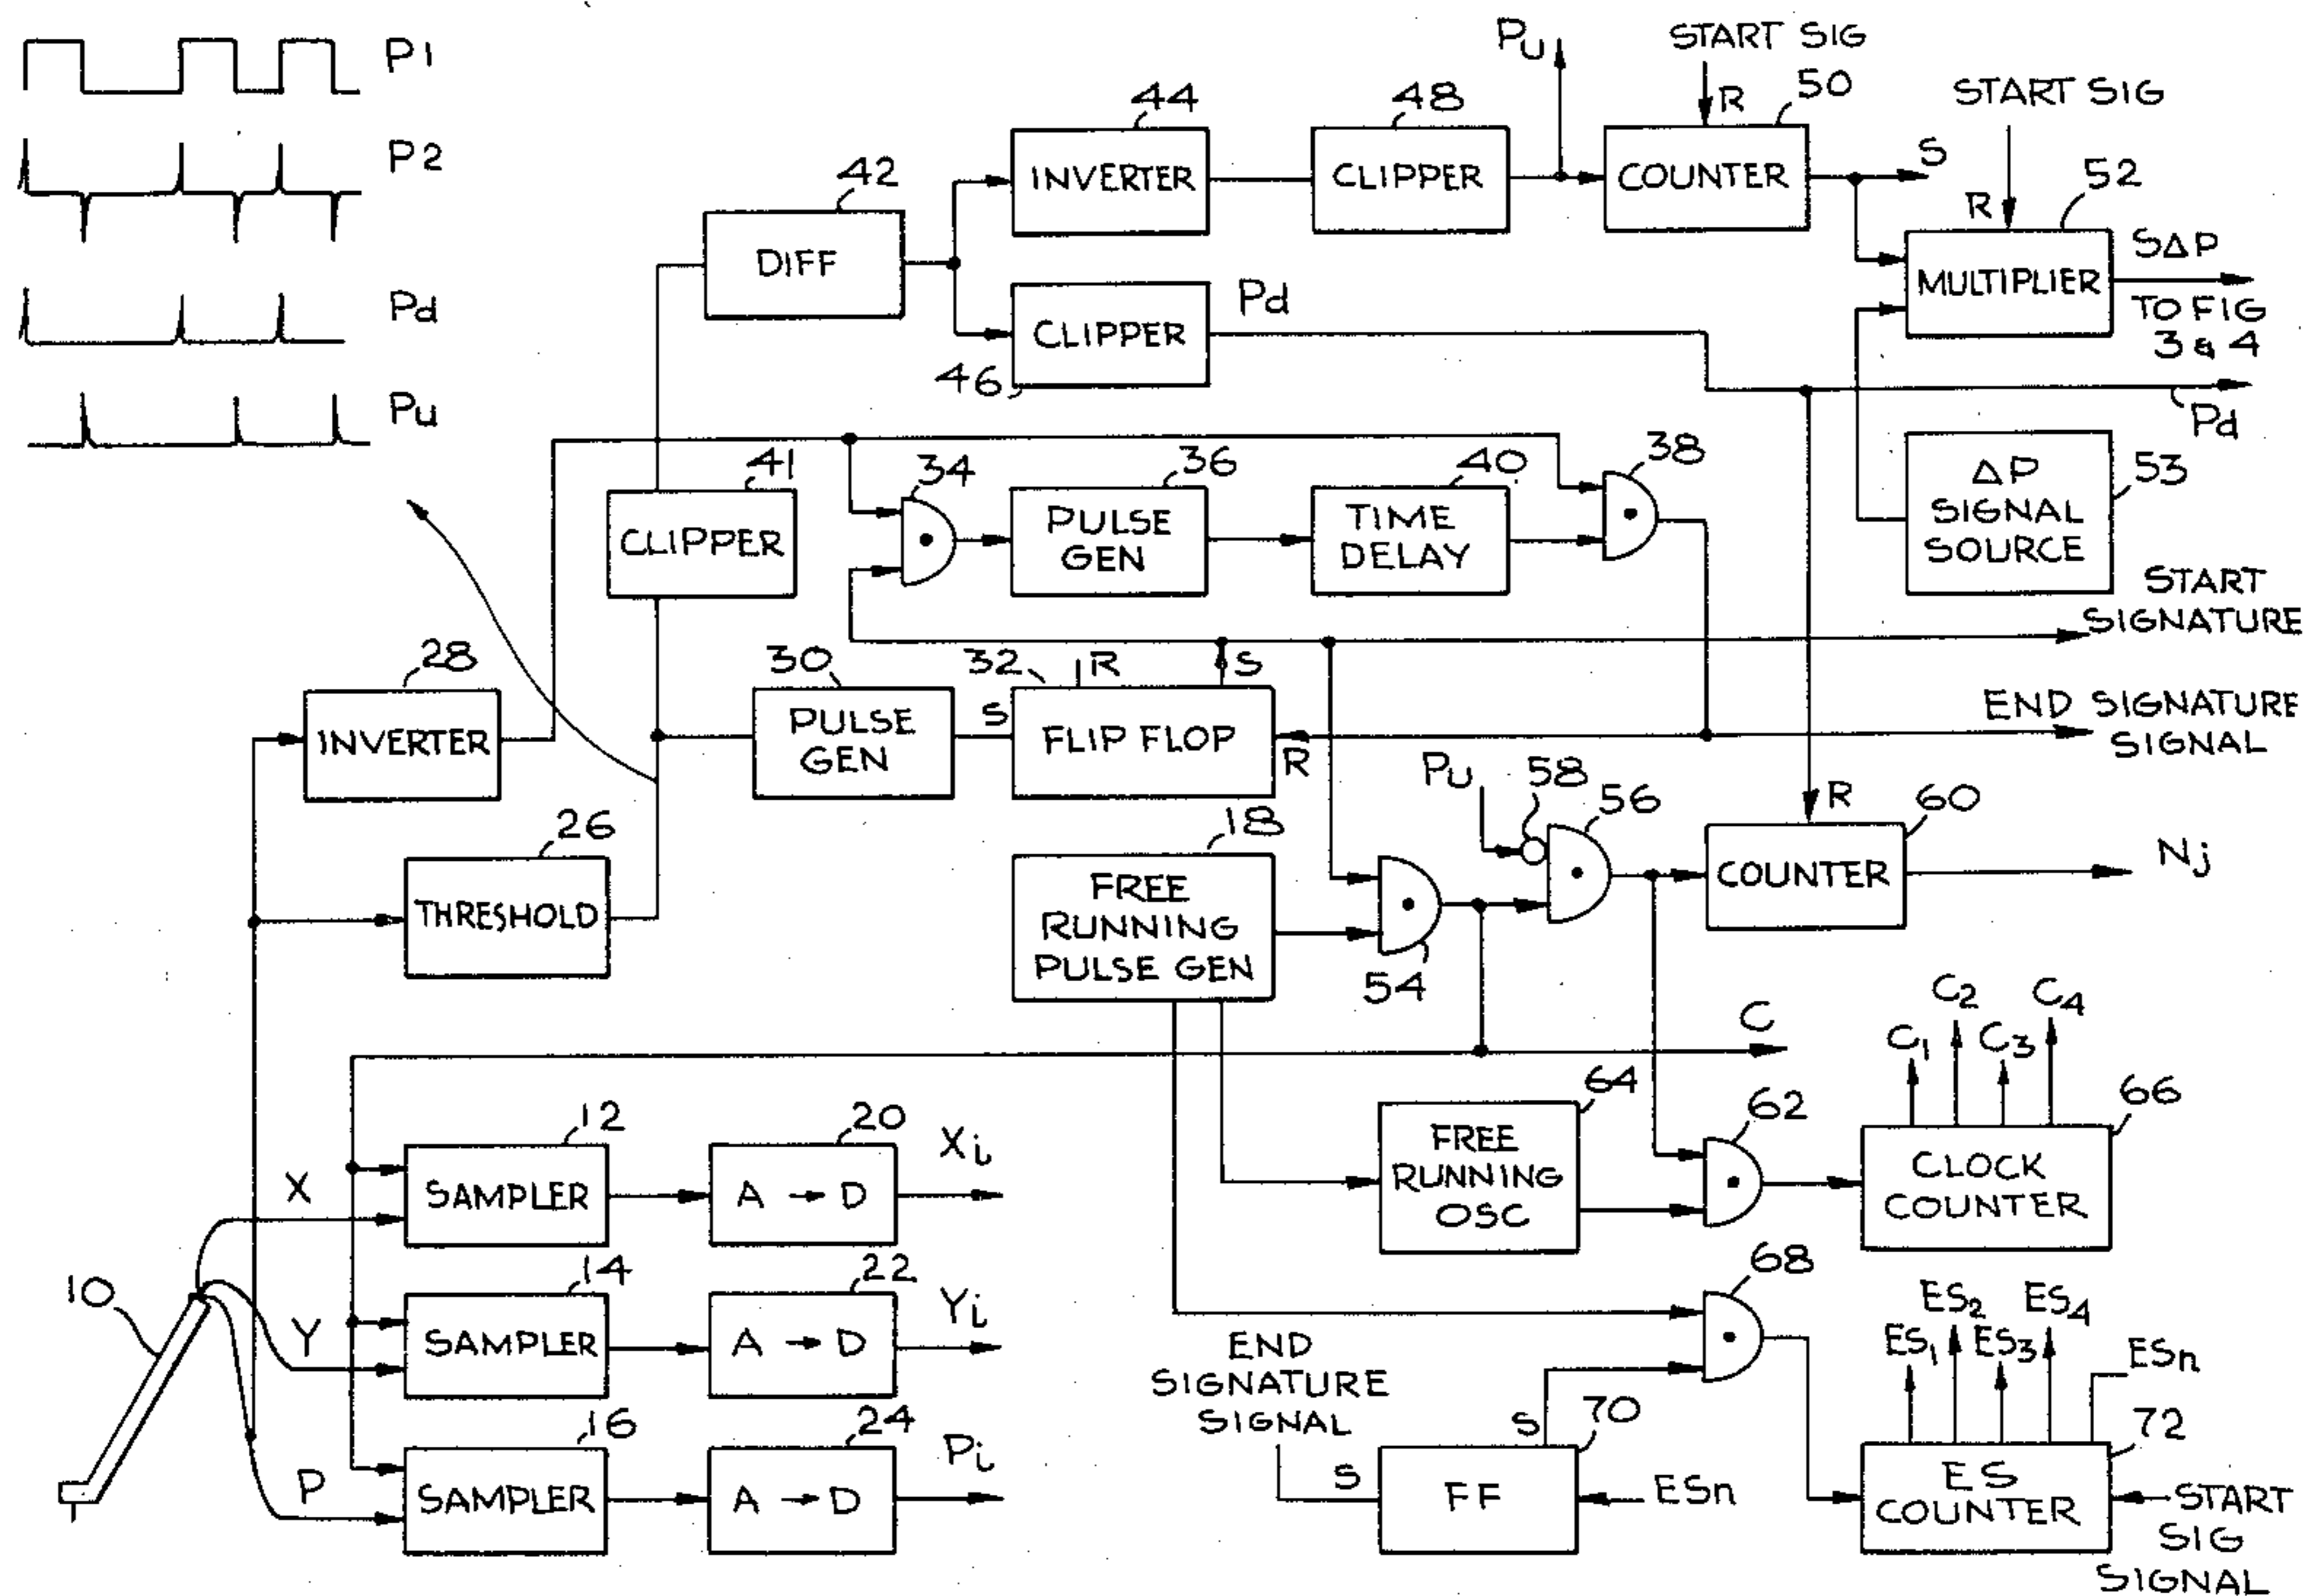 P1
P2
Pd
Pu
Pu
START SIG
R
50
START SIG
44
48
42
INVERTER
CLIPPER
COUNTER
S
52
R
DIFF
MULTIPLIER
SΔP
TO FIG
3 & 4
CLIPPER
Pd
46
Pd
41
34
36
40
38
53
CLIPPER
PULSE
GEN
TIME
DELAY
ΔP
SIGNAL
SOURCE
START
SIGNATURE
28
30
32
R
S
INVERTER
PULSE
GEN
S
FLIP FLOP
R
END SIGNATURE
SIGNAL
26
18
Pu
58
56
R
60
THRESHOLD
FREE
RUNNING
PULSE GEN
54
COUNTER
Nj
C
C1
C2
C3
C4
12
20
Xi
64
62
66
X
SAMPLER
A → D
FREE
RUNNING
OSC
CLOCK
COUNTER
10
14
22
Yi
68
Y
SAMPLER
A → D
END
SIGNATURE
SIGNAL
ES1
ES2
ES3
ES4
ESn
16
24
Pi
S
70
72
P
SAMPLER
A → D
S
FF
ESn
ES
COUNTER
START
SIG
SIGNAL